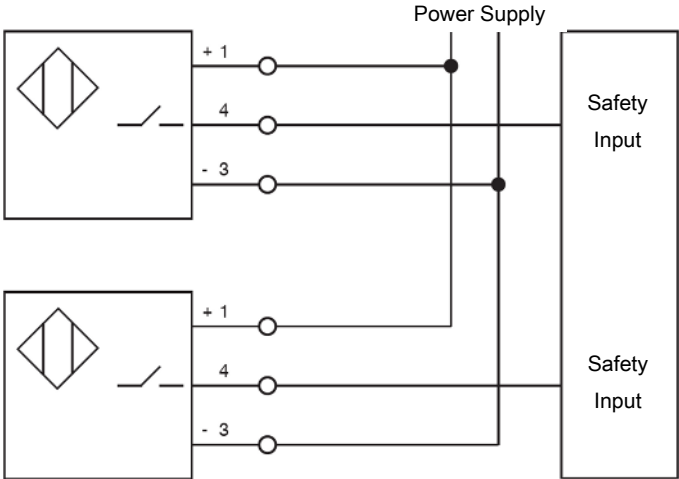 Power Supply
+ 1
4
- 3
Safety
Input
+ 1
4
- 3
Safety
Input